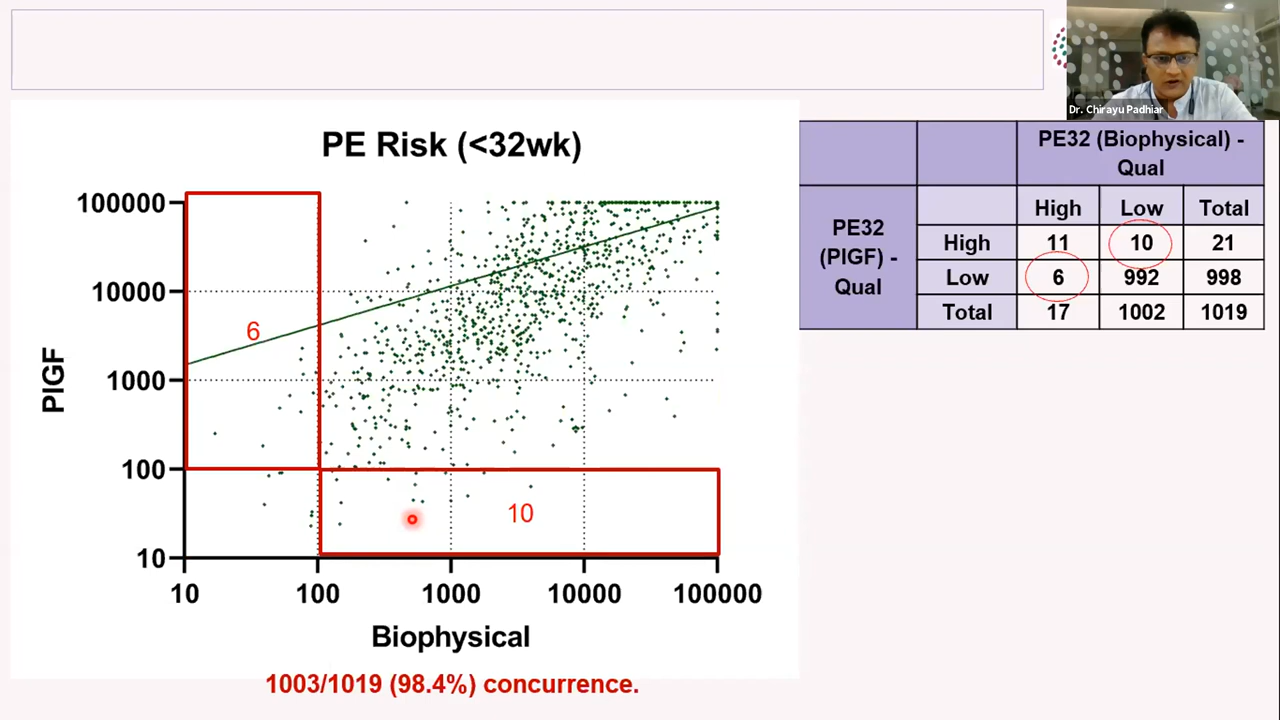 Dr. Chirayu Padhiar
PE Risk (<32wk)
100000
10000
1000
100
10
PlGF
6
10
10
100
1000
10000
100000
Biophysical
1003/1019 (98.4%) concurrence.
PE32 (Biophysical) -
Qual
PE32
(PlGF) -
Qual
High Low Total
High 11 10 21
Low 6 992 998
Total 17 1002 1019